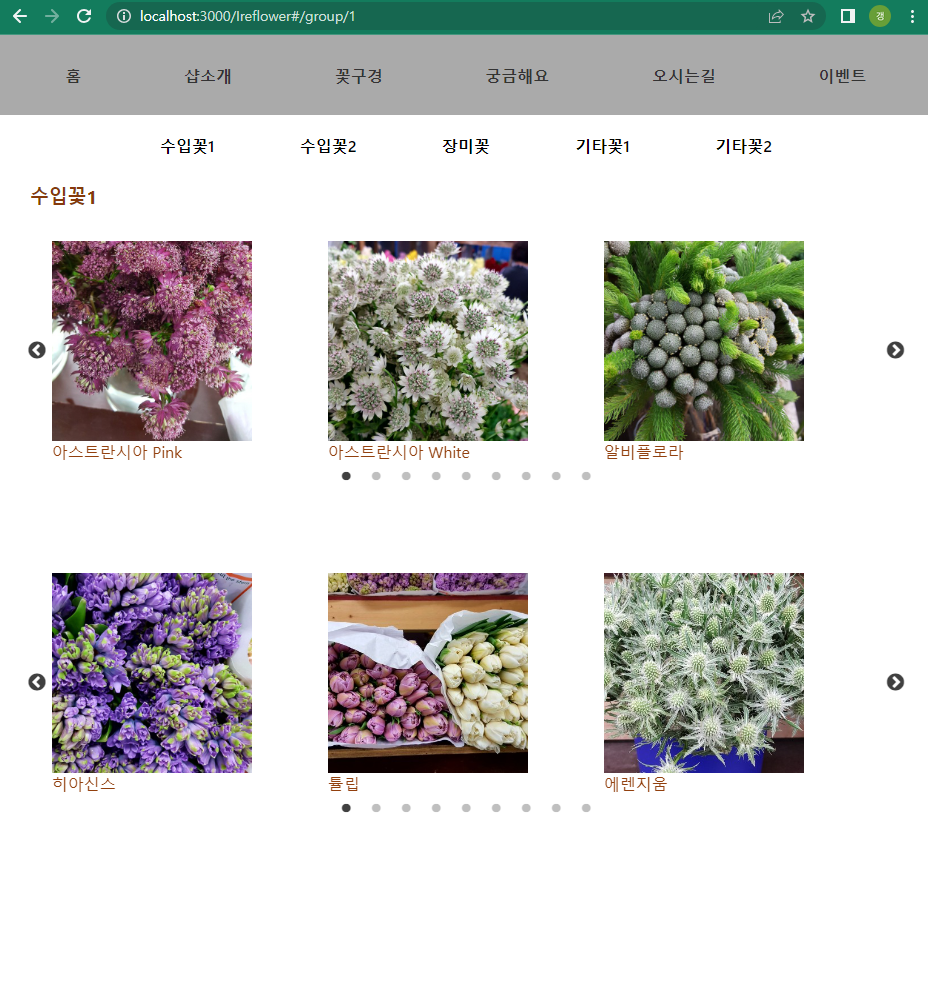 localhost:3000/Ireflower#/group/1
갱
홈 샵소개 꽃구경 궁금해요 오시는길 이벤트
수입꽃1 수입꽃2 장미꽃 기타꽃1 기타꽃2
수입꽃1
아스트란시아 Pink 아스트란시아 White 알비플로라
히아신스 튤립 에렌지움